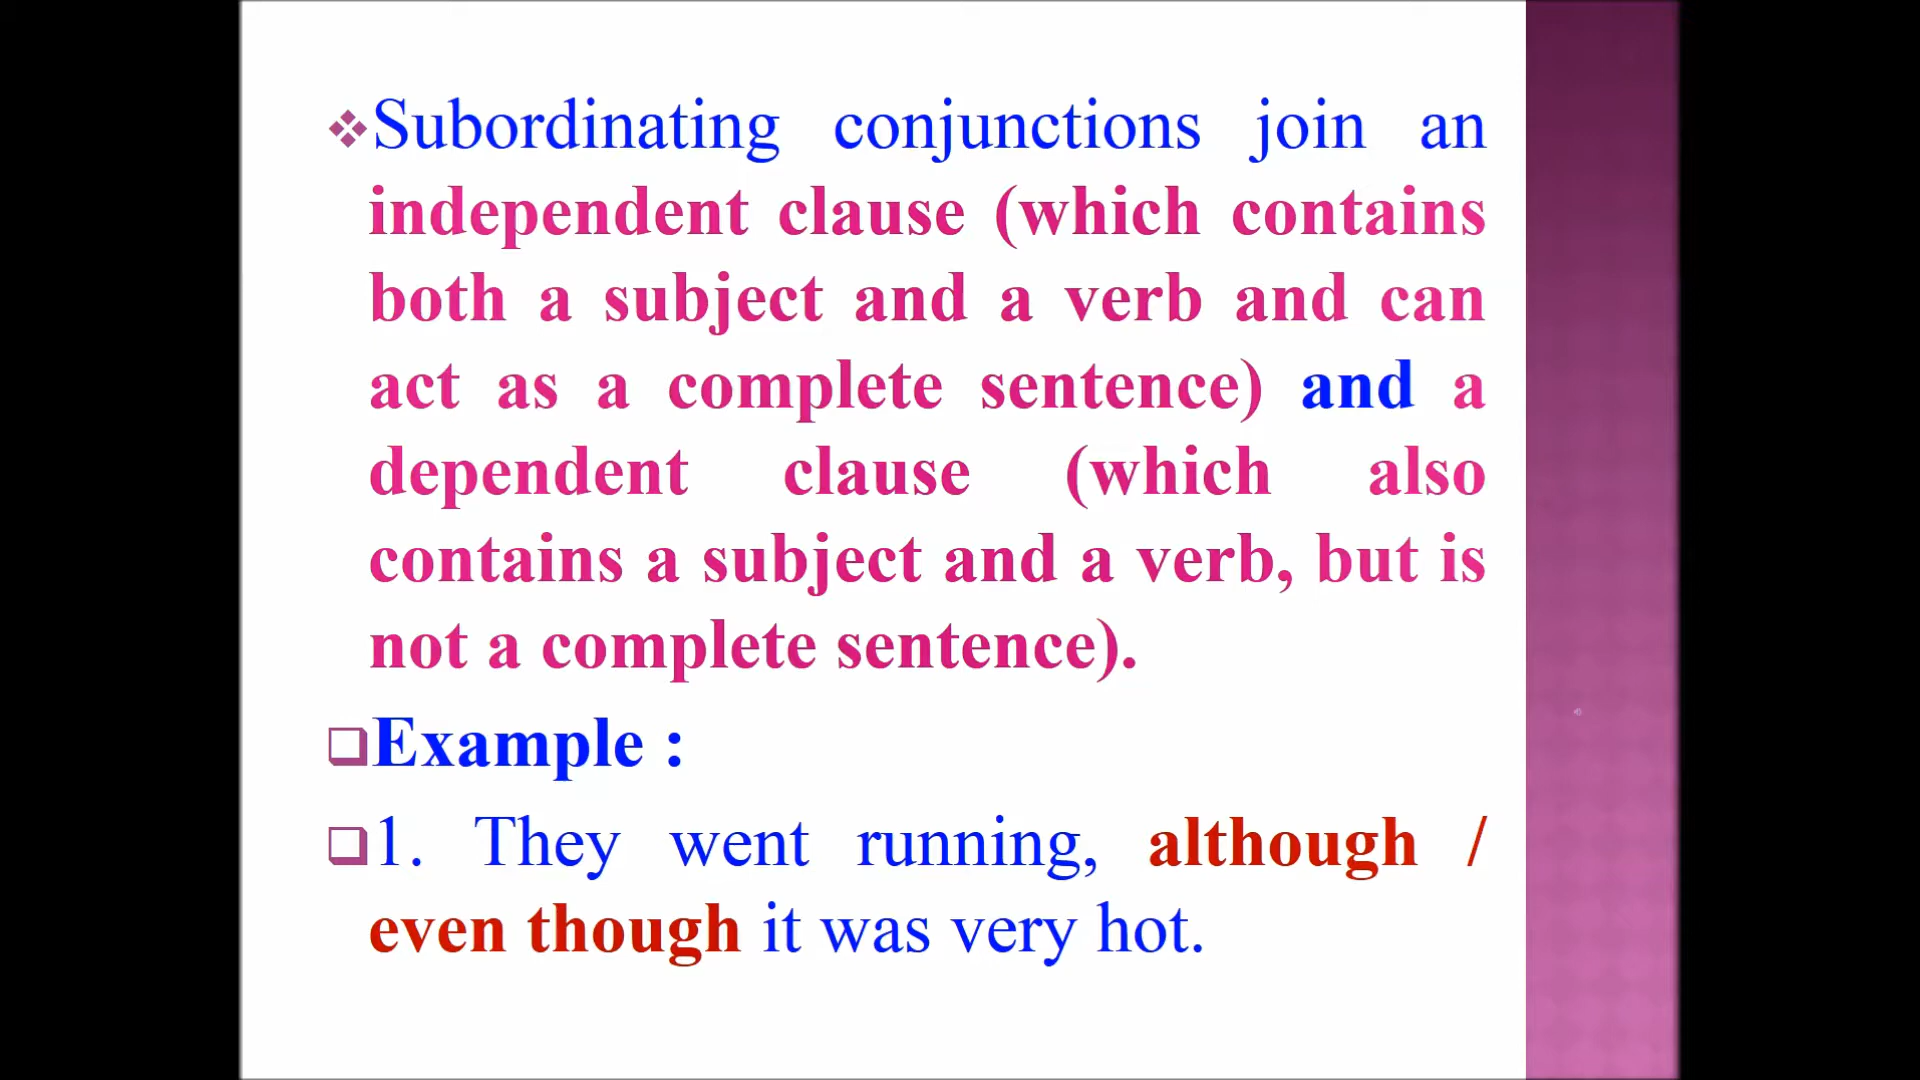 Subordinating conjunctions join an
independent clause (which contains
both a subject and a verb and can
act as a complete sentence) and a
dependent clause (which also
contains a subject and a verb, but is
not a complete sentence).
Example :
1. They went running, although /
even though it was very hot.